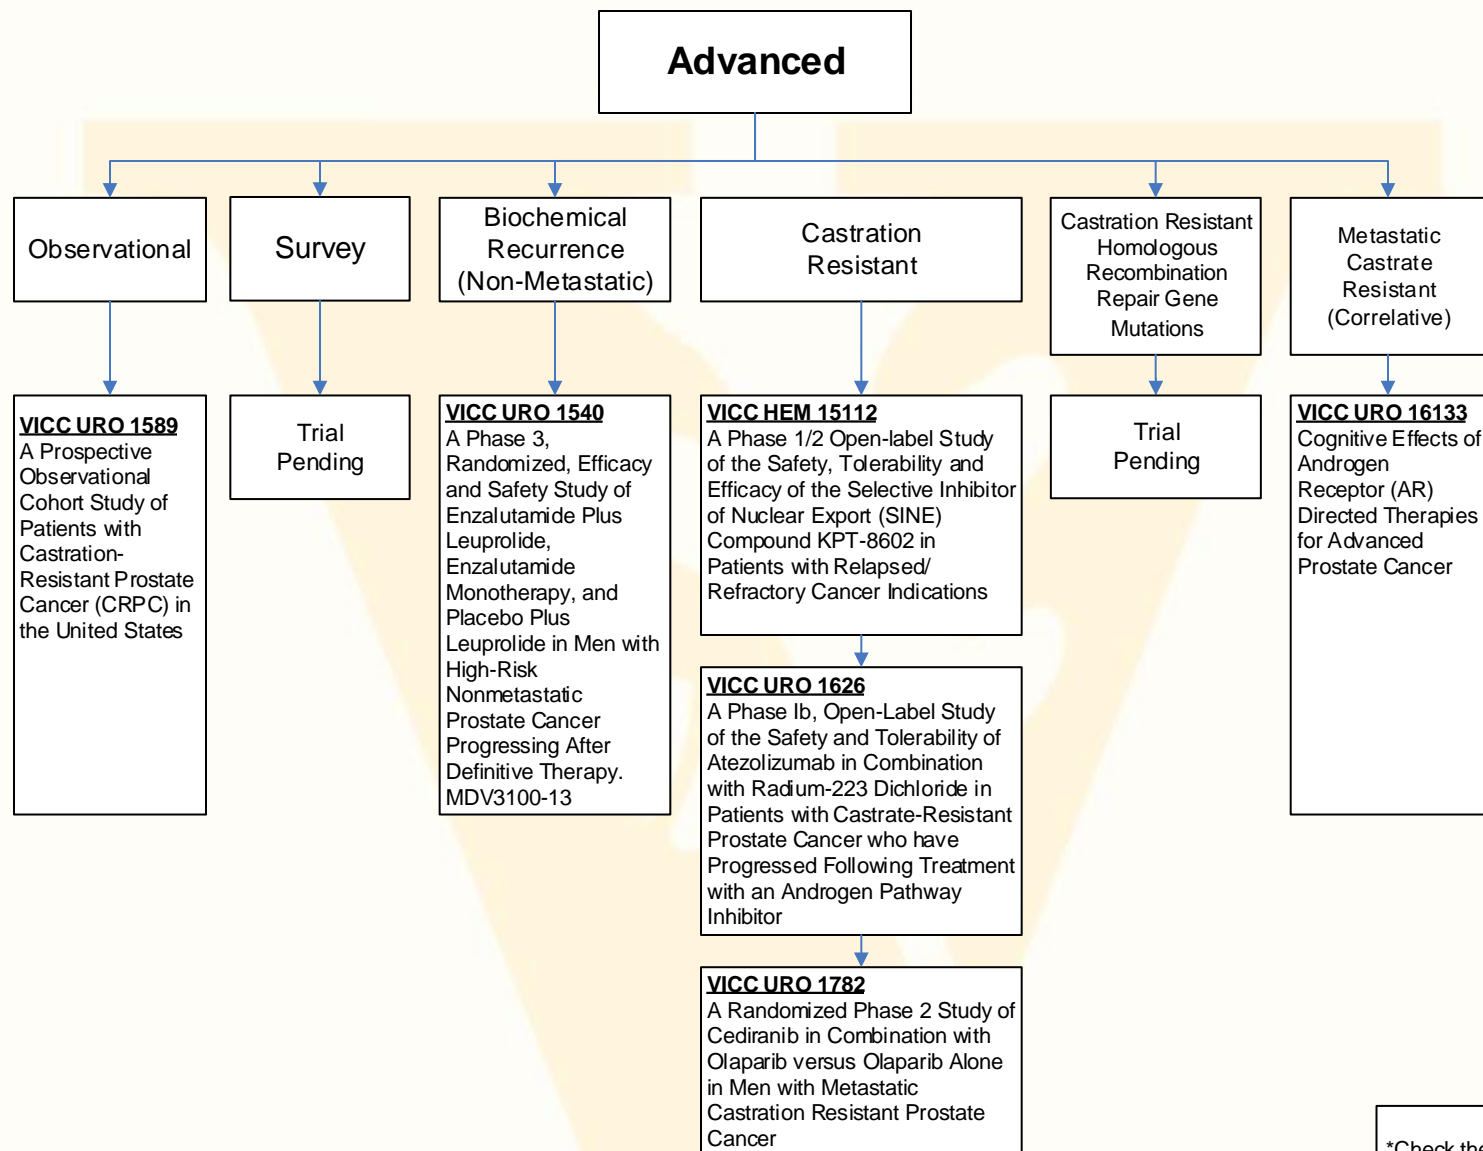 Advanced
Observational
Survey
Biochemical
Recurrence
(Non-Metastatic)
Castration
Resistant
Castration Resistant
Homologous
Recombination
Repair Gene
Mutations
Metastatic
Castrate
Resistant
(Correlative)
VICC URO 1589
A Prospective
Observational
Cohort Study of
Patients with
Castration-
Resistant Prostate
Cancer (CRPC) in
the United States
Trial
Pending
VICC URO 1540
A Phase 3,
Randomized, Efficacy
and Safety Study of
Enzalutamide Plus
Leuprolide,
Enzalutamide
Monotherapy, and
Placebo Plus
Leuprolide in Men with
High-Risk
Nonmetastatic
Prostate Cancer
Progressing After
Definitive Therapy.
MDV3100-13
VICC HEM 15112
A Phase 1/2 Open-label Study
of the Safety, Tolerability and
Efficacy of the Selective Inhibitor
of Nuclear Export (SINE)
Compound KPT-8602 in
Patients with Relapsed/
Refractory Cancer Indications
VICC URO 1626
A Phase Ib, Open-Label Study
of the Safety and Tolerability of
Atezolizumab in Combination
with Radium-223 Dichloride in
Patients with Castrate-Resistant
Prostate Cancer who have
Progressed Following Treatment
with an Androgen Pathway
Inhibitor
VICC URO 1782
A Randomized Phase 2 Study of
Cediranib in Combination with
Olaparib versus Olaparib Alone
in Men with Metastatic
Castration Resistant Prostate
Cancer
Trial
Pending
VICC URO 16133
Cognitive Effects of
Androgen
Receptor (AR)
Directed Therapies
for Advanced
Prostate Cancer
*Check the